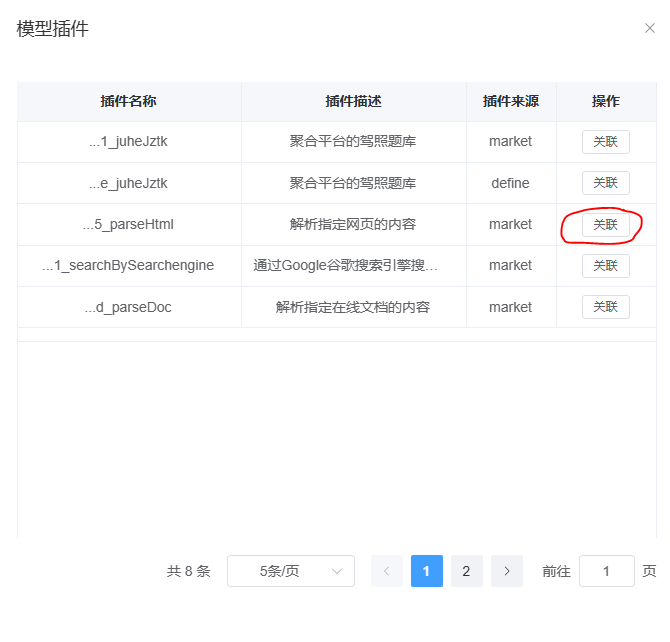 模型插件
插件名称 插件描述 插件来源 操作
...1_juheJztk 聚合平台的驾照题库 market 关联
...e_juheJztk 聚合平台的驾照题库 define 关联
...5_parseHtml 解析指定网页的内容 market 关联
...1_searchBySearchengine 通过Google谷歌搜索引擎搜... market 关联
...d_parseDoc 解析指定在线文档的内容 market 关联
共 8 条 5条/页 1 2 前往 1 页